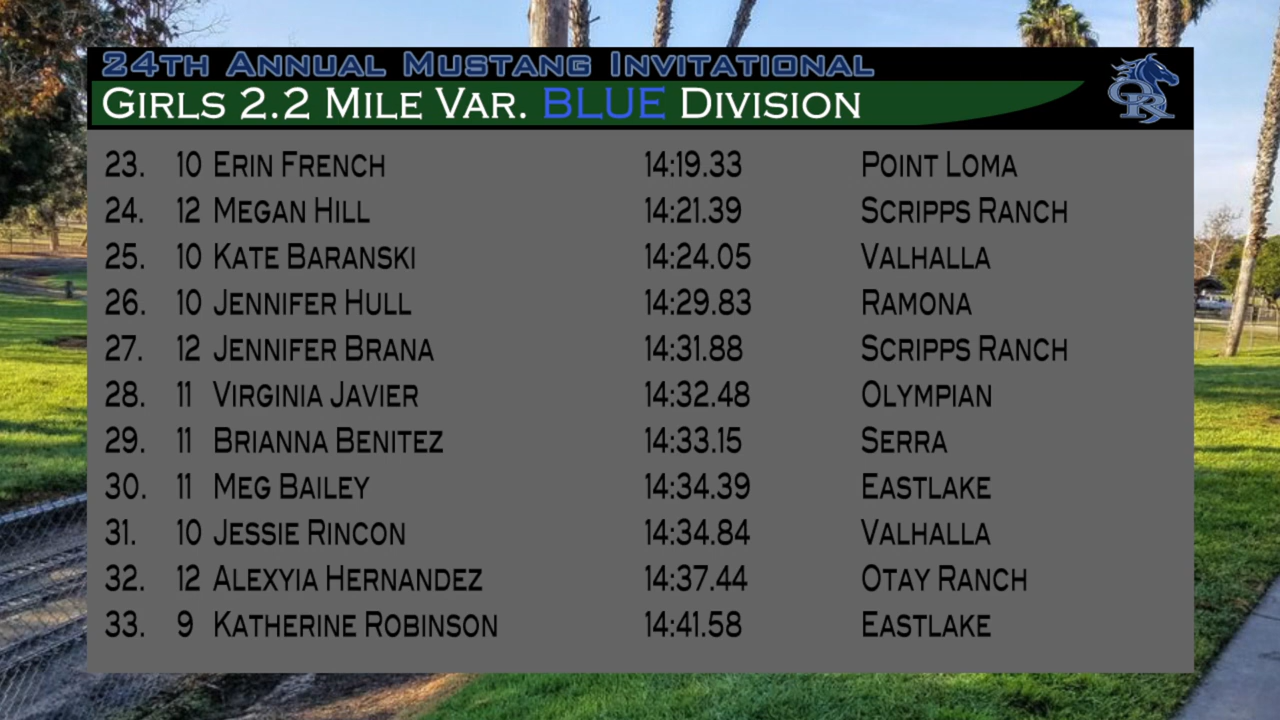 24th Annual Mustang Invitational
Girls 2.2 Mile Var. BLUE Division
OR
23. 10 Erin French 14:19.33 Point Loma
24. 12 Megan Hill 14:21.39 Scripps Ranch
25. 10 Kate Baranski 14:24.05 Valhalla
26. 10 Jennifer Hull 14:29.83 Ramona
27. 12 Jennifer Brana 14:31.88 Scripps Ranch
28. 11 Virginia Javier 14:32.48 Olympian
29. 11 Brianna Benitez 14:33.15 Serra
30. 11 Meg Bailey 14:34.39 Eastlake
31. 10 Jessie Rincon 14:34.84 Valhalla
32. 12 Alexyia Hernandez 14:37.44 Otay Ranch
33. 9 Katherine Robinson 14:41.58 Eastlake